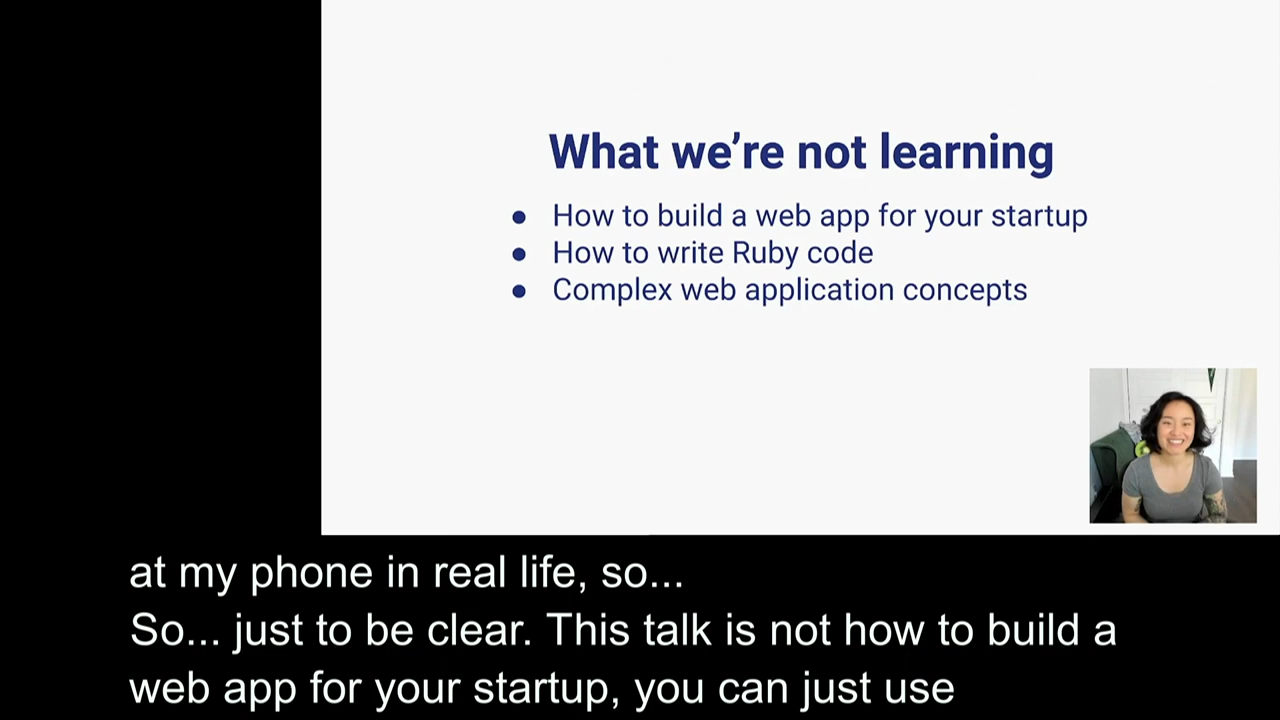 What we’re not learning
● How to build a web app for your startup
● How to write Ruby code
● Complex web application concepts
at my phone in real life, so...
So... just to be clear. This talk is not how to build a
web app for your startup, you can just use